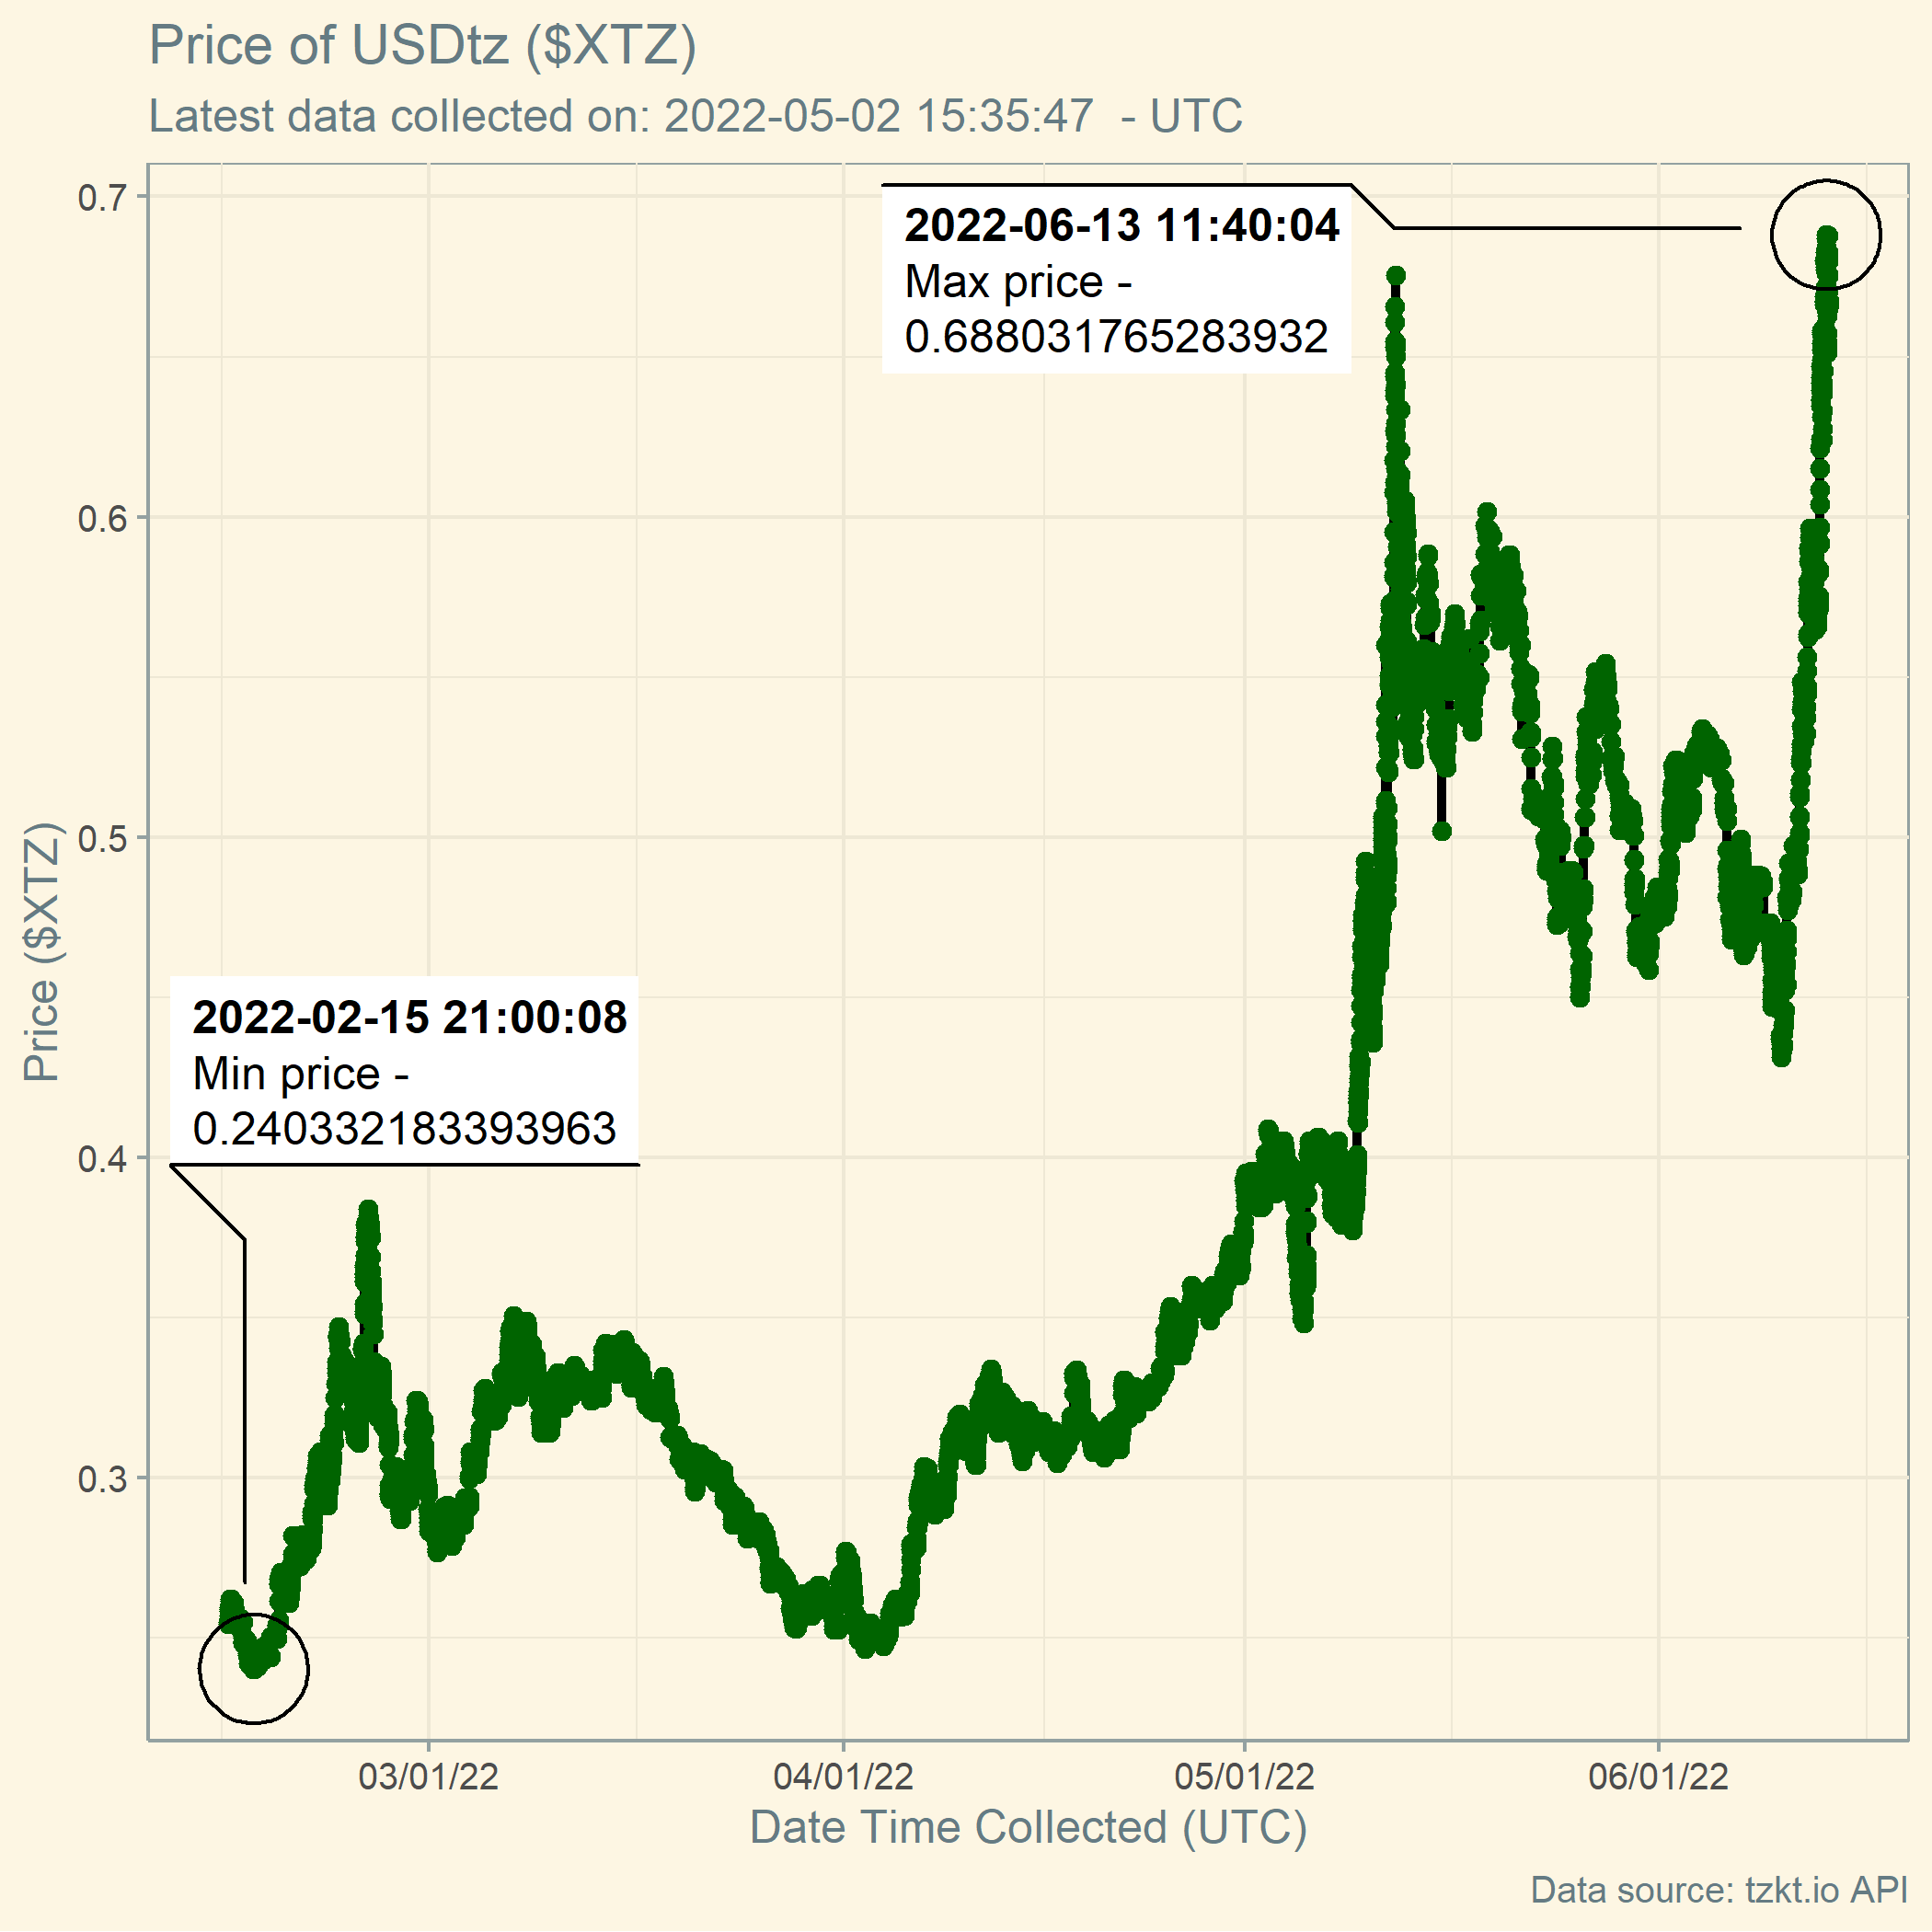 Price of USDtz ($XTZ)
Latest data collected on: 2022-05-02 15:35:47  - UTC
0.7
0.6
0.5
0.4
0.3
Price ($XTZ)
2022-06-13 11:40:04
Max price -
0.688031765283932
2022-02-15 21:00:08
Min price -
0.240332183393963
03/01/22
04/01/22
05/01/22
06/01/22
Date Time Collected (UTC)
Data source: tzkt.io API